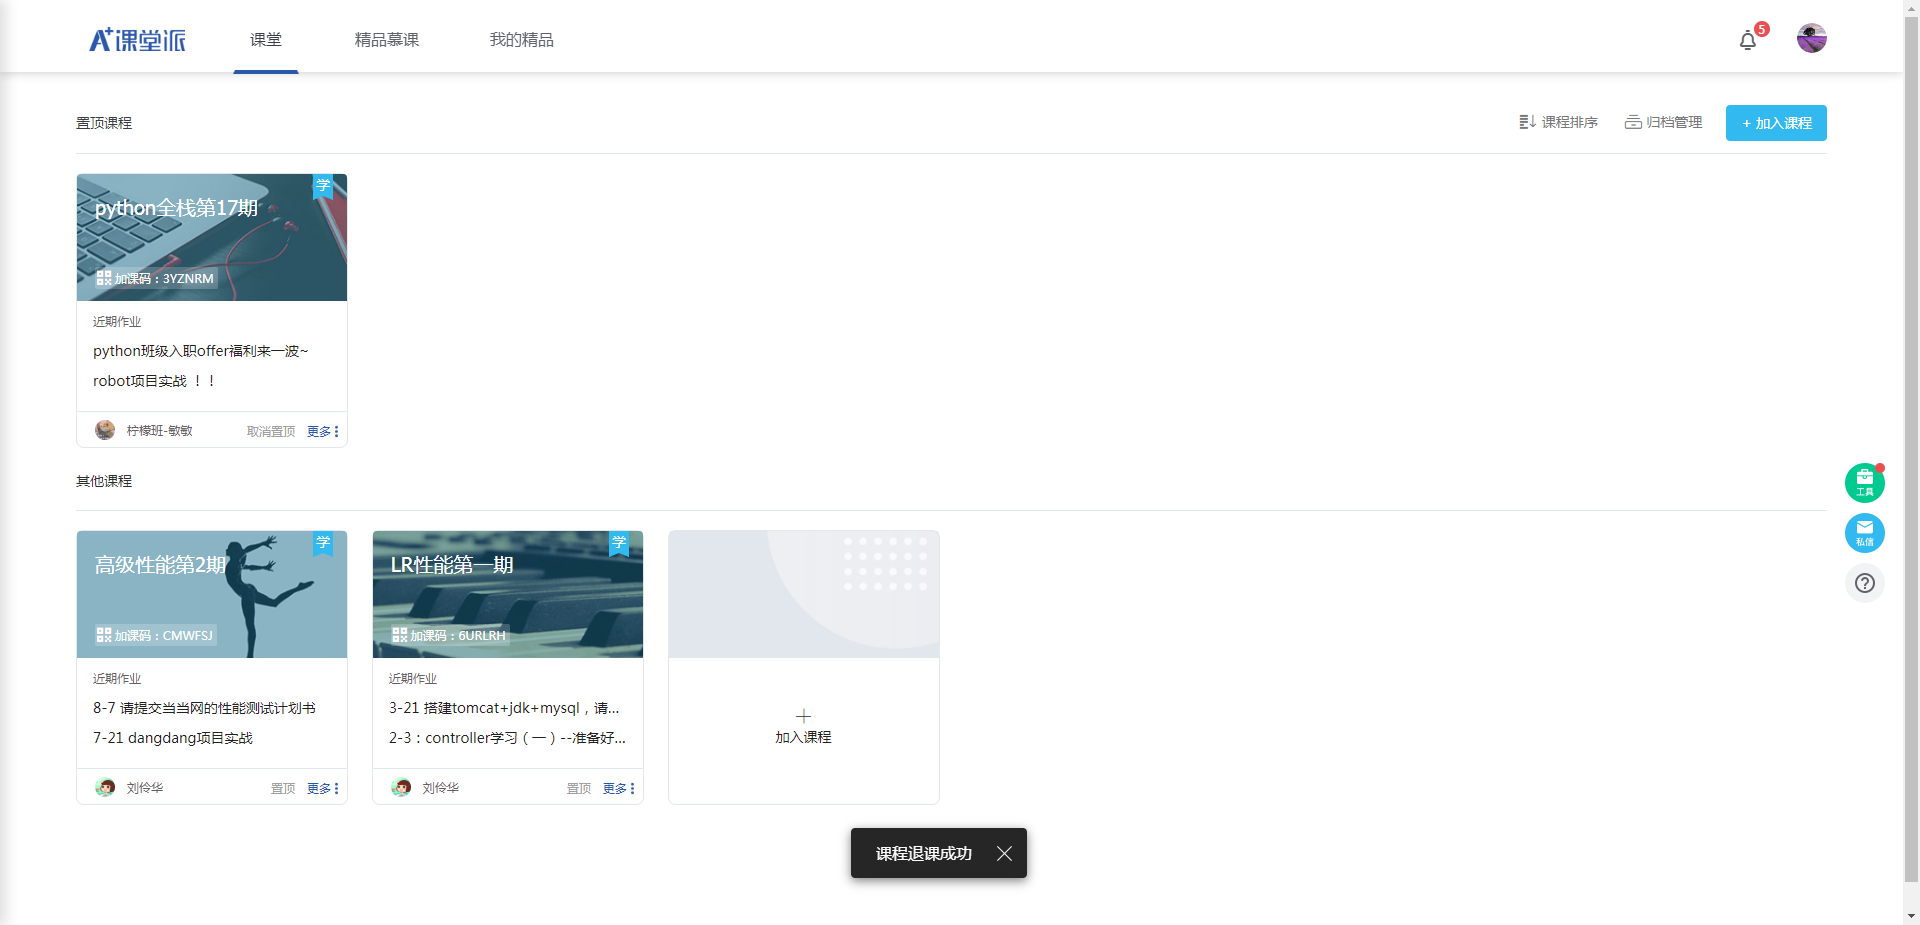 A+课堂派
课堂
精品慕课
我的精品
5
置顶课程
课程排序
归档管理
+ 加入课程
学
python全栈第17期
加课码：3YZNRM
近期作业
python班级入职offer福利来一波~
robot项目实战 ！！
柠檬班-敏敏
取消置顶
更多
其他课程
学
高级性能第2期
加课码：CMWFSJ
近期作业
8-7 请提交当当网的性能测试计划书
7-21 dangdang项目实战
刘伶华
置顶
更多
学
LR性能第一期
加课码：6URLRH
近期作业
3-21 搭建tomcat+jdk+mysql，请...
2-3：controller学习（一）--准备好...
刘伶华
置顶
更多
加入课程
工具
私信
课程退课成功